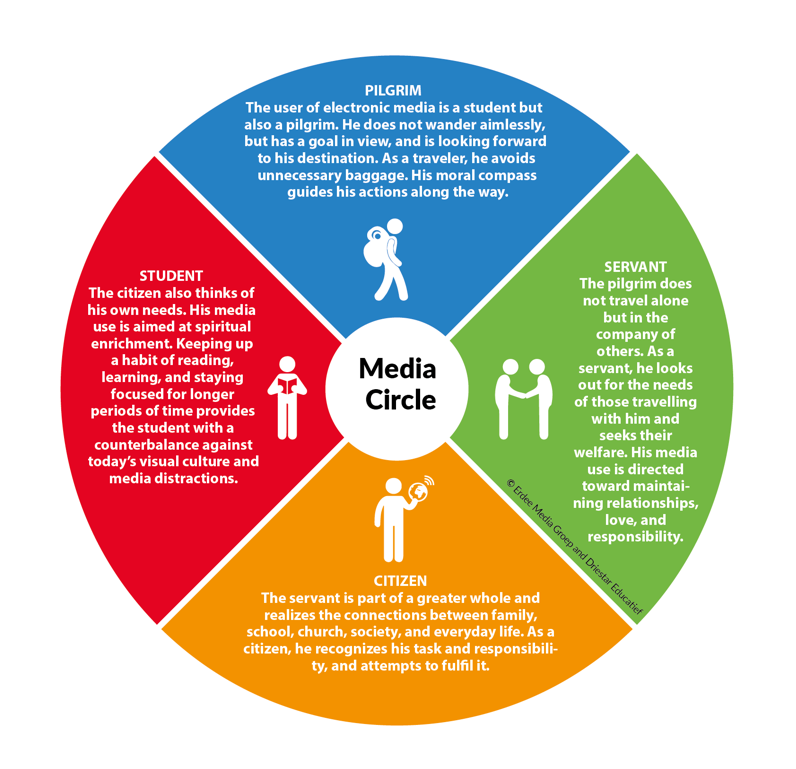 PILGRIM
The user of electronic media is a student but
also a pilgrim. He does not wander aimlessly,
but has a goal in view, and is looking forward
to his destination. As a traveler, he avoids
unnecessary baggage. His moral compass
guides his actions along the way.
SERVANT
The pilgrim does
not travel alone
but in the
company of
others. As a
servant, he looks
out for the needs
of those travelling
with him and
seeks their
welfare. His media
use is directed
toward maintai-
ning relationships,
love, and
responsibility.
© Erdee Media Groep and Driestar Educatief
CITIZEN
The servant is part of a greater whole and
realizes the connections between family,
school, church, society, and everyday life. As a
citizen, he recognizes his task and responsibili-
ty, and attempts to fulfil it.
STUDENT
The citizen also thinks of
his own needs. His media
use is aimed at spiritual
enrichment. Keeping up
a habit of reading,
learning, and staying
focused for longer
periods of time provides
the student with a
counterbalance against
today's visual culture and
media distractions.
Media
Circle